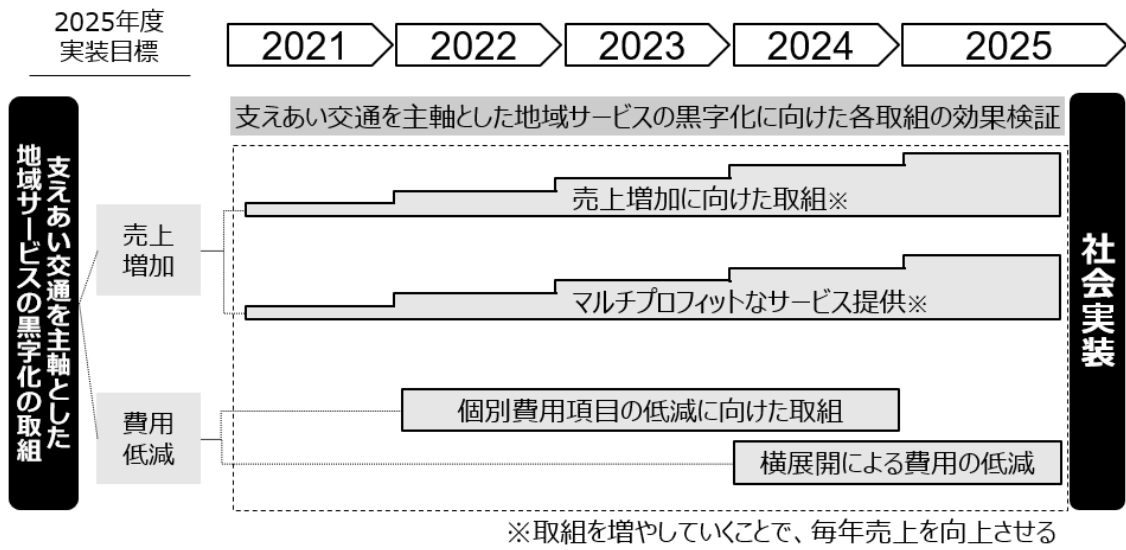 2025年度
実装目標
2021
2022
2023
2024
2025
支えあい交通を主軸とした
地域サービスの黒字化の取組
支えあい交通を主軸とした地域サービスの黒字化に向けた各取組の効果検証
売上
増加
売上増加に向けた取組※
マルチプロフィットなサービス提供※
費用
低減
個別費用項目の低減に向けた取組
横展開による費用の低減
社会実装
※取組を増やしていくことで、毎年売上を向上させる